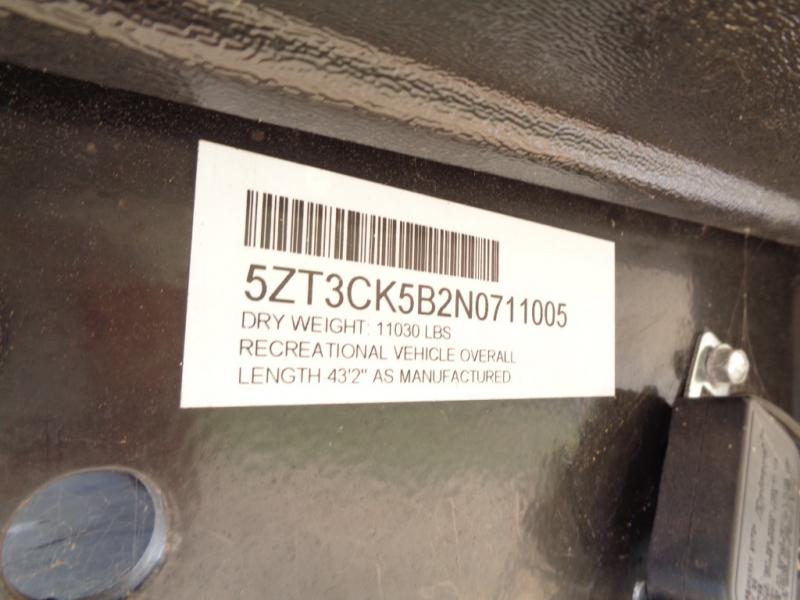 5ZT3CK5B2N0711005
DRY WEIGHT: 11030 LBS
RECREATIONAL VEHICLE OVERALL
LENGTH 43'2" AS MANUFACTURED